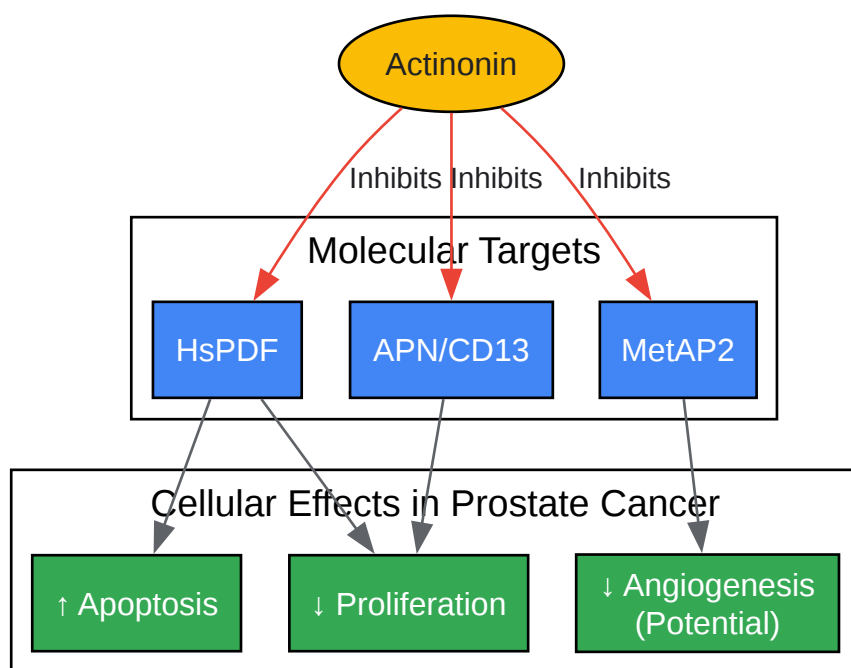 Actinonin
Inhibits
Inhibits
Inhibits
Molecular Targets
HsPDF
APN/CD13
MetAP2
Cellular Effects in Prostate Cancer
↑ Apoptosis
↓ Proliferation
↓ Angiogenesis
(Potential)